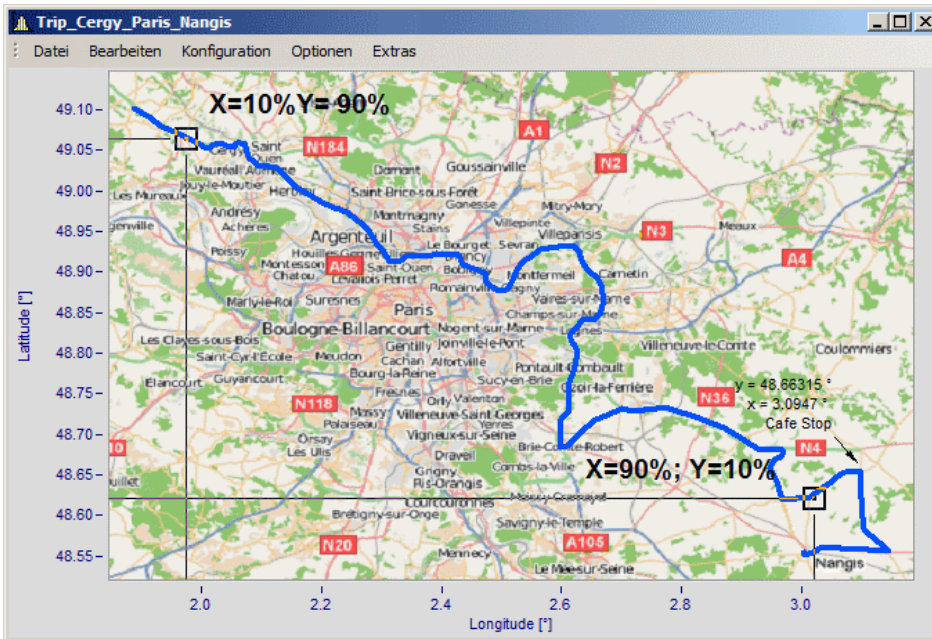 Trip_Cergy_Paris_Nangis
Datei Bearbeiten Konfiguration Optionen Extras
X=10%Y= 90%
49.10
49.05
49.00
48.95
48.90
48.85
48.80
48.75
48.70
48.65
48.60
48.55
Latitude [°]
A1
N184
N2
Cergy Saint
Ouen
Domont
Goussainville
Jouy-le-Moutier
Les Mureaux
Saint-Brice-sous-Forêt
Gonesse
Mitry-Mory
Andrésy
Achères
Montmagny
Stains
Villepinte
Villeparisis
N3
Meaux
Argenteuil
Le Bourget
Sevran
Poissy
A4
Montesson
A86
Saint-Ouen
Bobigny
Carnetin
Chatou
Levallois-Perret
Montfermeil
Marly-le-Roi
Suresnes
Vaires-sur-Marne
Paris
Champs-sur-Marne
Boulogne-Billancourt
Nogent-sur-Marne
Les Clayes-sous-Bois
Gentilly
Joinville-le-Pont
Villeneuve-le-Comte
Coulommiers
Saint-Cyr-l'École
Meudon
Cachan
Alfortville
Pontault-Combault
Élancourt
Guyancourt
Bourg-la-Reine
Sucy-en-Brie
Ozoir-la-Ferrière
Fresnes
Orly
Valenton
N36
y = 48.66315 °
x = 3.0947 °
Cafe Stop
N118
Massy
Villeneuve-Saint-Georges
Palaiseau
Yerres
Orsay
Vigneux-sur-Seine
Brie-Comte-Robert
N4
Les Ulis
Draveil
Grigny
Combs-la-Ville
X=90%; Y=10%
Ris-Orangis
Courcouronnes
Moissy-Cramayel
Brétigny-sur-Orge
Savigny-le-Temple
N20
A105
Mennecy
Le Mée-sur-Seine
Nangis
2.0 2.2 2.4 2.6 2.8 3.0
Longitude [°]